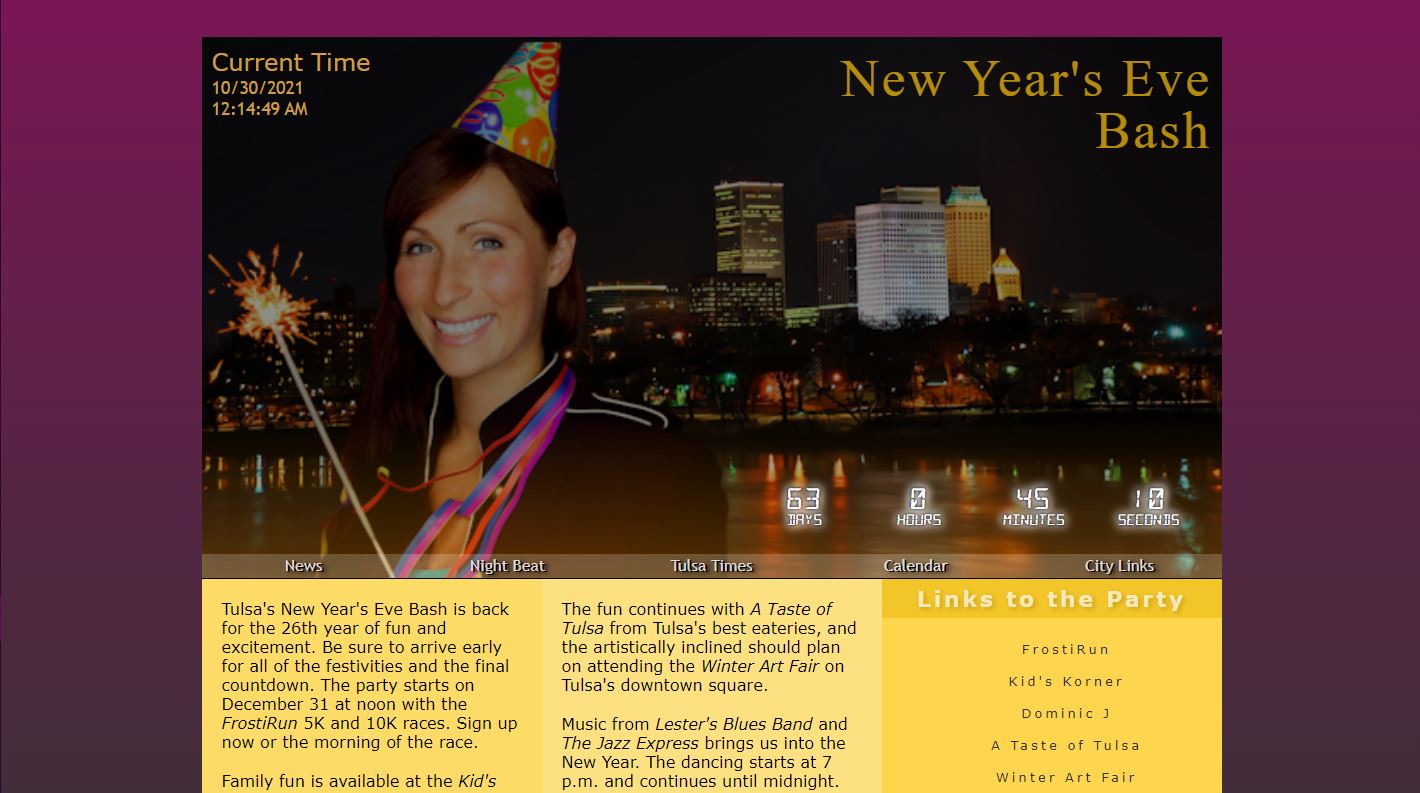 Current Time
10/30/2021
12:14:49 AM
New Year's Eve
Bash
63
DAYS
0
HOURS
45
MINUTES
10
SECONDS
News
Night Beat
Tulsa Times
Calendar
City Links
Tulsa's New Year's Eve Bash is back
for the 26th year of fun and
excitement. Be sure to arrive early
for all of the festivities and the final
countdown. The party starts on
December 31 at noon with the
FrostiRun 5K and 10K races. Sign up
now or the morning of the race.
Family fun is available at the Kid's
The fun continues with A Taste of
Tulsa from Tulsa's best eateries, and
the artistically inclined should plan
on attending the Winter Art Fair on
Tulsa's downtown square.
Music from Lester's Blues Band and
The Jazz Express brings us into the
New Year. The dancing starts at 7
p.m. and continues until midnight.
Links to the Party
FrostiRun
Kid's Korner
Dominic J
A Taste of Tulsa
Winter Art Fair